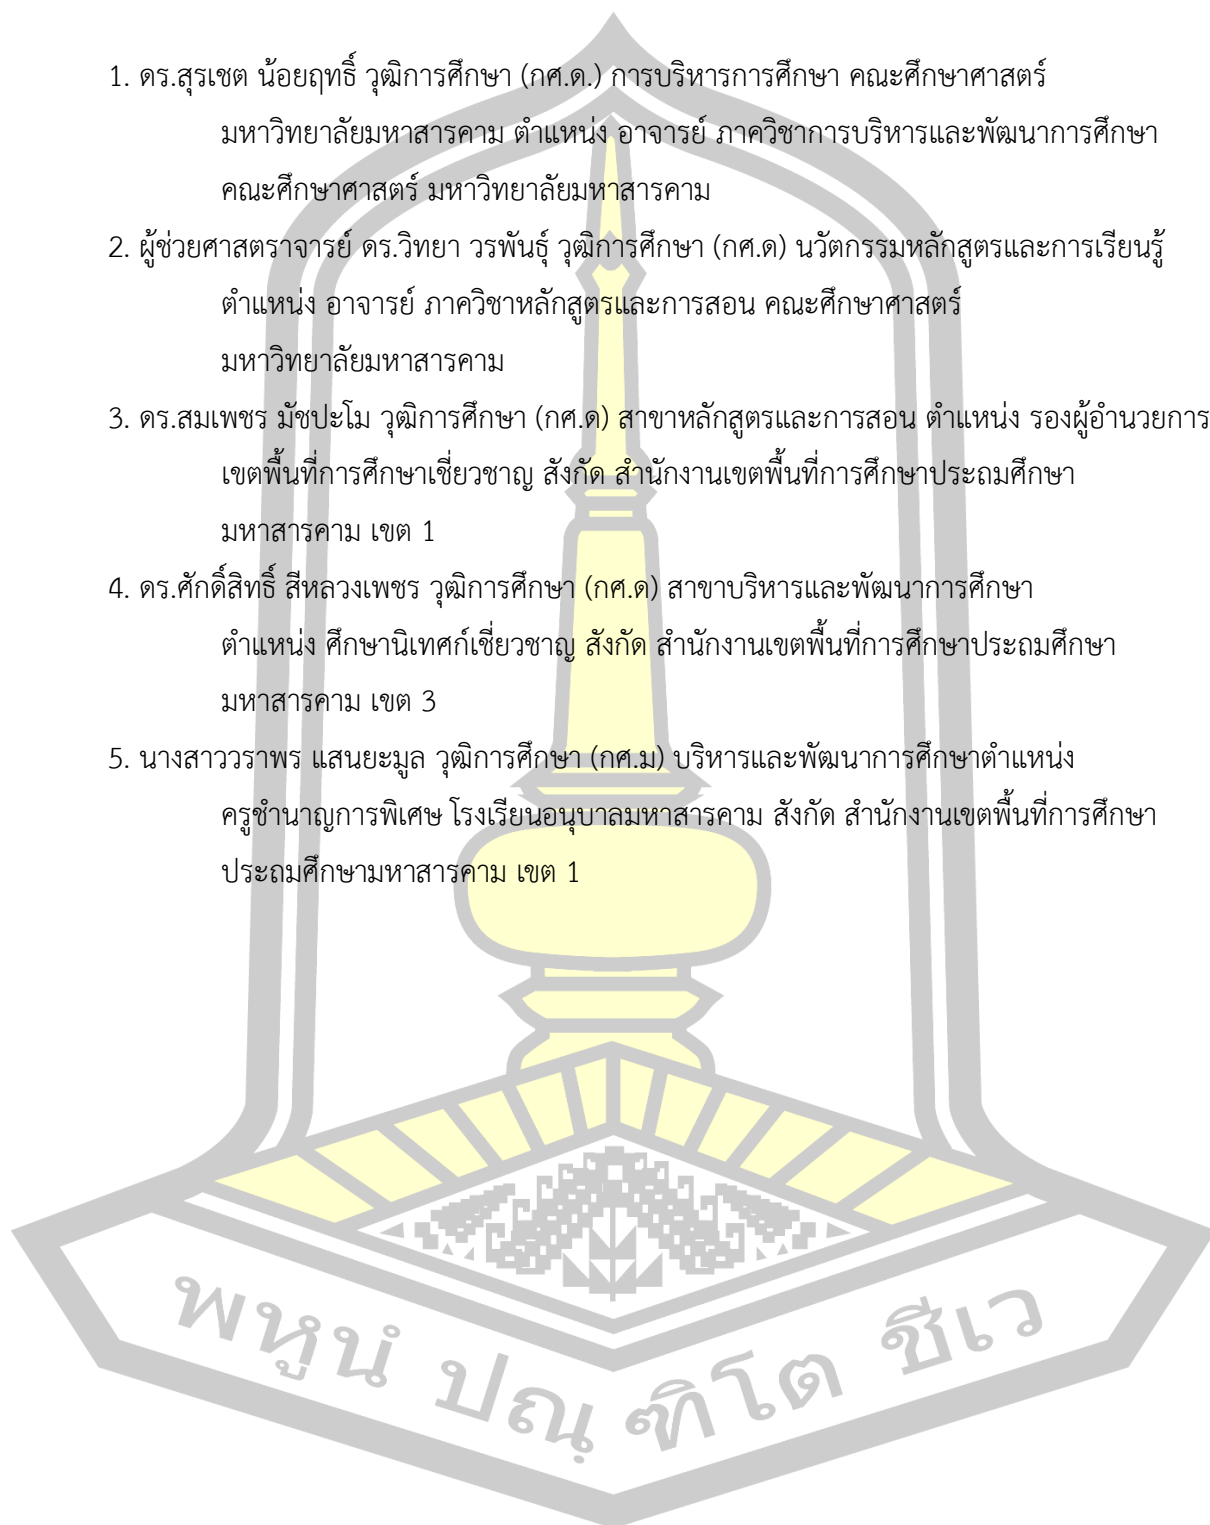 1. ดร.สุรเชต น้อยฤทธิ์ วุฒิการศึกษา (กศ.ด.) การบริหารการศึกษา คณะศึกษาศาสตร์
มหาวิทยาลัยมหาสารคาม ตำแหน่ง อาจารย์ ภาควิชาการบริหารและพัฒนาการศึกษา
คณะศึกษาศาสตร์ มหาวิทยาลัยมหาสารคาม
2. ผู้ช่วยศาสตราจารย์ ดร.วิทยา วรพันธุ์ วุฒิการศึกษา (กศ.ด) นวัตกรรมหลักสูตรและการเรียนรู้
ตำแหน่ง อาจารย์ ภาควิชาหลักสูตรและการสอน คณะศึกษาศาสตร์
มหาวิทยาลัยมหาสารคาม
3. ดร.สมเพชร มัชปะโม วุฒิการศึกษา (กศ.ด) สาขาหลักสูตรและการสอน ตำแหน่ง รองผู้อำนวยการ
เขตพื้นที่การศึกษาเชี่ยวชาญ สังกัด สำนักงานเขตพื้นที่การศึกษาประถมศึกษา
มหาสารคาม เขต 1
4. ดร.ศักดิ์สิทธิ์ สีหลวงเพชร วุฒิการศึกษา (กศ.ด) สาขาบริหารและพัฒนาการศึกษา
ตำแหน่ง ศึกษานิเทศก์เชี่ยวชาญ สังกัด สำนักงานเขตพื้นที่การศึกษาประถมศึกษา
มหาสารคาม เขต 3
5. นางสาววราพร แสนยะมูล วุฒิการศึกษา (กศ.ม) บริหารและพัฒนาการศึกษาตำแหน่ง
ครูชำนาญการพิเศษ โรงเรียนอนุบาลมหาสารคาม สังกัด สำนักงานเขตพื้นที่การศึกษา
ประถมศึกษามหาสารคาม เขต 1
พหูนํ ปณฺ ฑิโต ชีเว